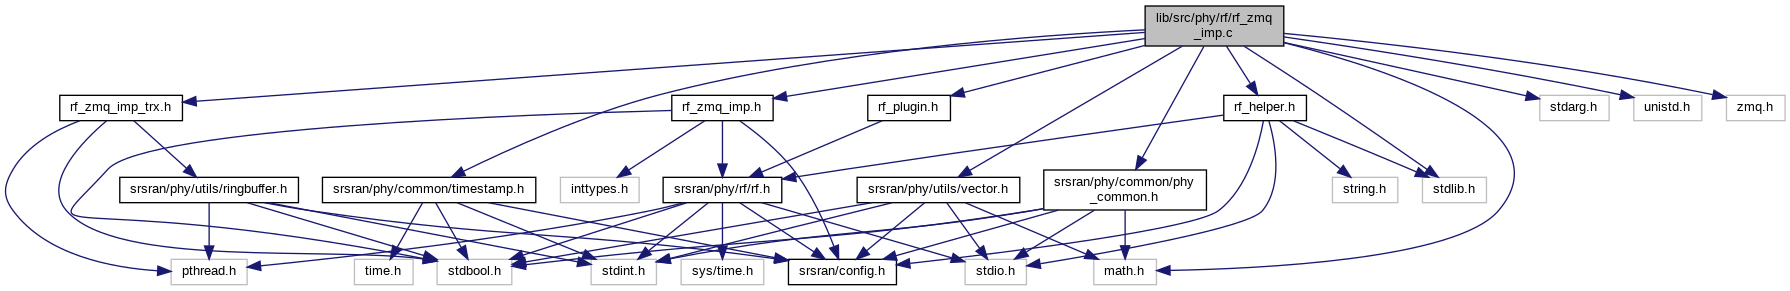 lib/src/phy/rf/rf_zmq
_imp.c
rf_zmq_imp_trx.h
rf_zmq_imp.h
rf_plugin.h
rf_helper.h
stdarg.h
unistd.h
zmq.h
srsran/phy/utils/ringbuffer.h
srsran/phy/common/timestamp.h
inttypes.h
srsran/phy/rf/rf.h
srsran/phy/utils/vector.h
srsran/phy/common/phy
_common.h
string.h
stdlib.h
pthread.h
time.h
stdbool.h
stdint.h
sys/time.h
srsran/config.h
stdio.h
math.h